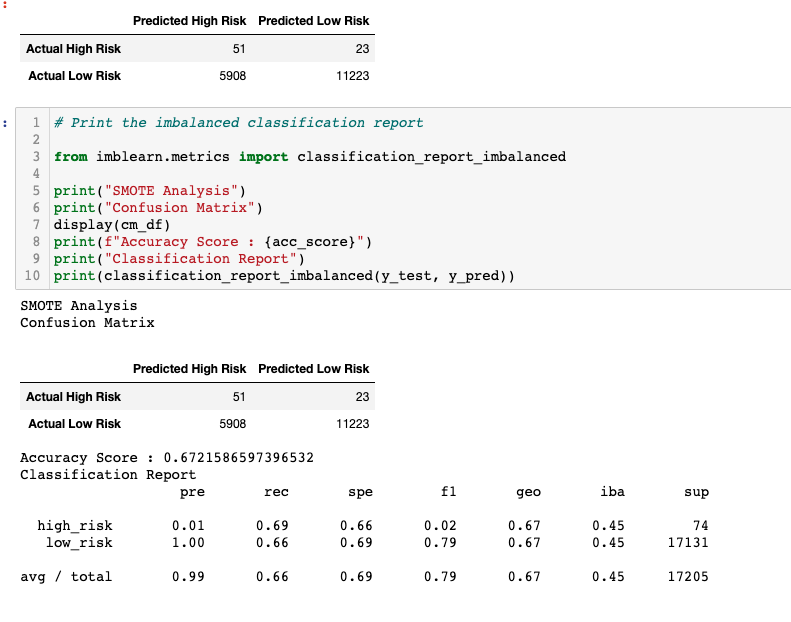 :
Predicted High Risk Predicted Low Risk
Actual High Risk 51 23
Actual Low Risk 5908 11223
:
1 # Print the imbalanced classification report
2
3 from imblearn.metrics import classification_report_imbalanced
4
5 print("SMOTE Analysis")
6 print("Confusion Matrix")
7 display(cm_df)
8 print(f"Accuracy Score : {acc_score}")
9 print("Classification Report")
10 print(classification_report_imbalanced(y_test, y_pred))
SMOTE Analysis
Confusion Matrix
Predicted High Risk Predicted Low Risk
Actual High Risk 51 23
Actual Low Risk 5908 11223
Accuracy Score : 0.6721586597396532
Classification Report
pre rec spe f1 geo iba sup
high_risk 0.01 0.69 0.66 0.02 0.67 0.45 74
low_risk 1.00 0.66 0.69 0.79 0.67 0.45 17131
avg / total 0.99 0.66 0.69 0.79 0.67 0.45 17205